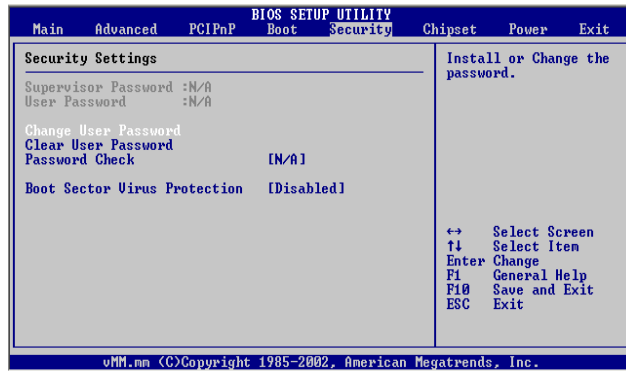 BIOS SETUP UTILITY
Main Advanced PCIPnP Boot Security Chipset Power Exit
Security Settings
Supervisor Password :N/A
User Password :N/A
Change User Password
Clear User Password
Password Check [N/A]
Boot Sector Virus Protection [Disabled]
Install or Change the
password.
↔ Select Screen
↑↓ Select Item
Enter Change
F1 General Help
F10 Save and Exit
ESC Exit
vMM.mm (C)Copyright 1985-2002, American Megatrends, Inc.